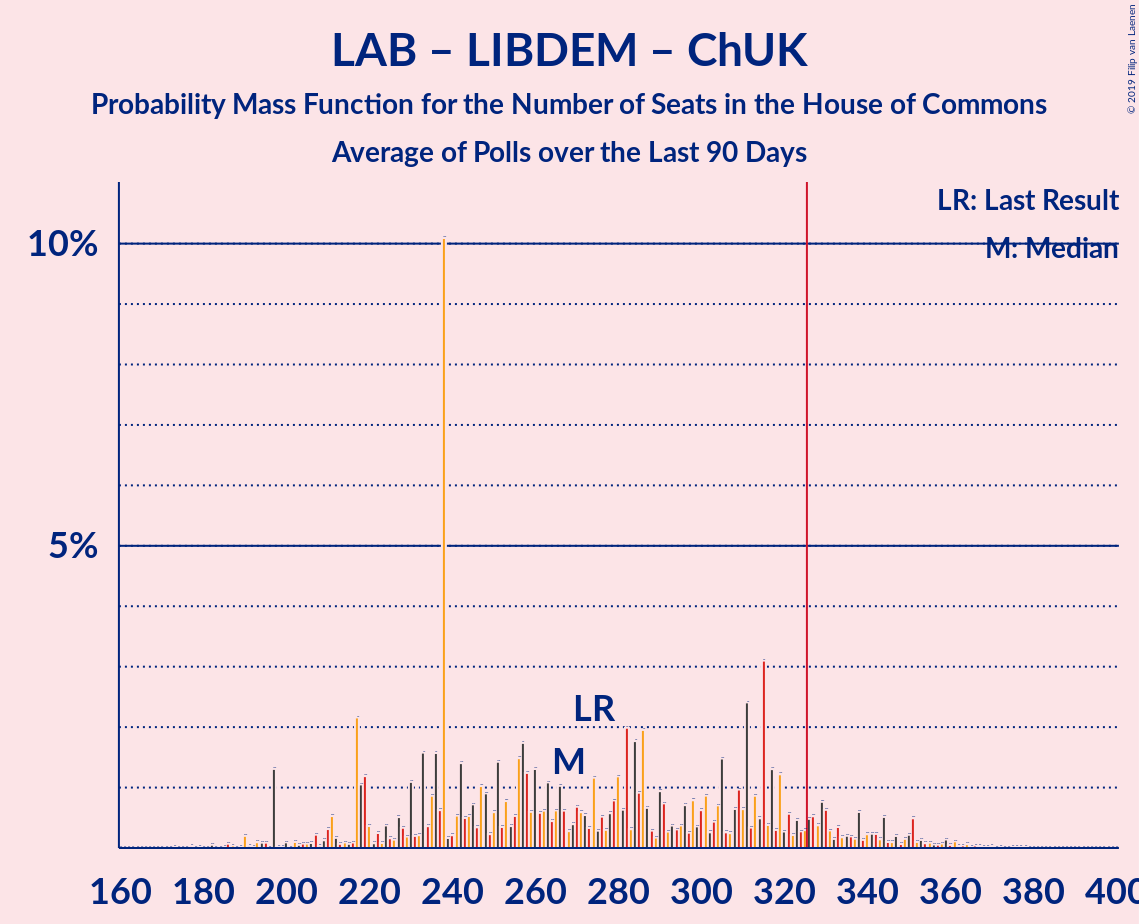 LAB – LIBDEM – ChUK
Probability Mass Function for the Number of Seats in the House of Commons
Average of Polls over the Last 90 Days
© 2019 Filip van Laenen
LR: Last Result
M: Median
10%
5%
LR
M
160 180 200 220 240 260 280 300 320 340 360 380 400